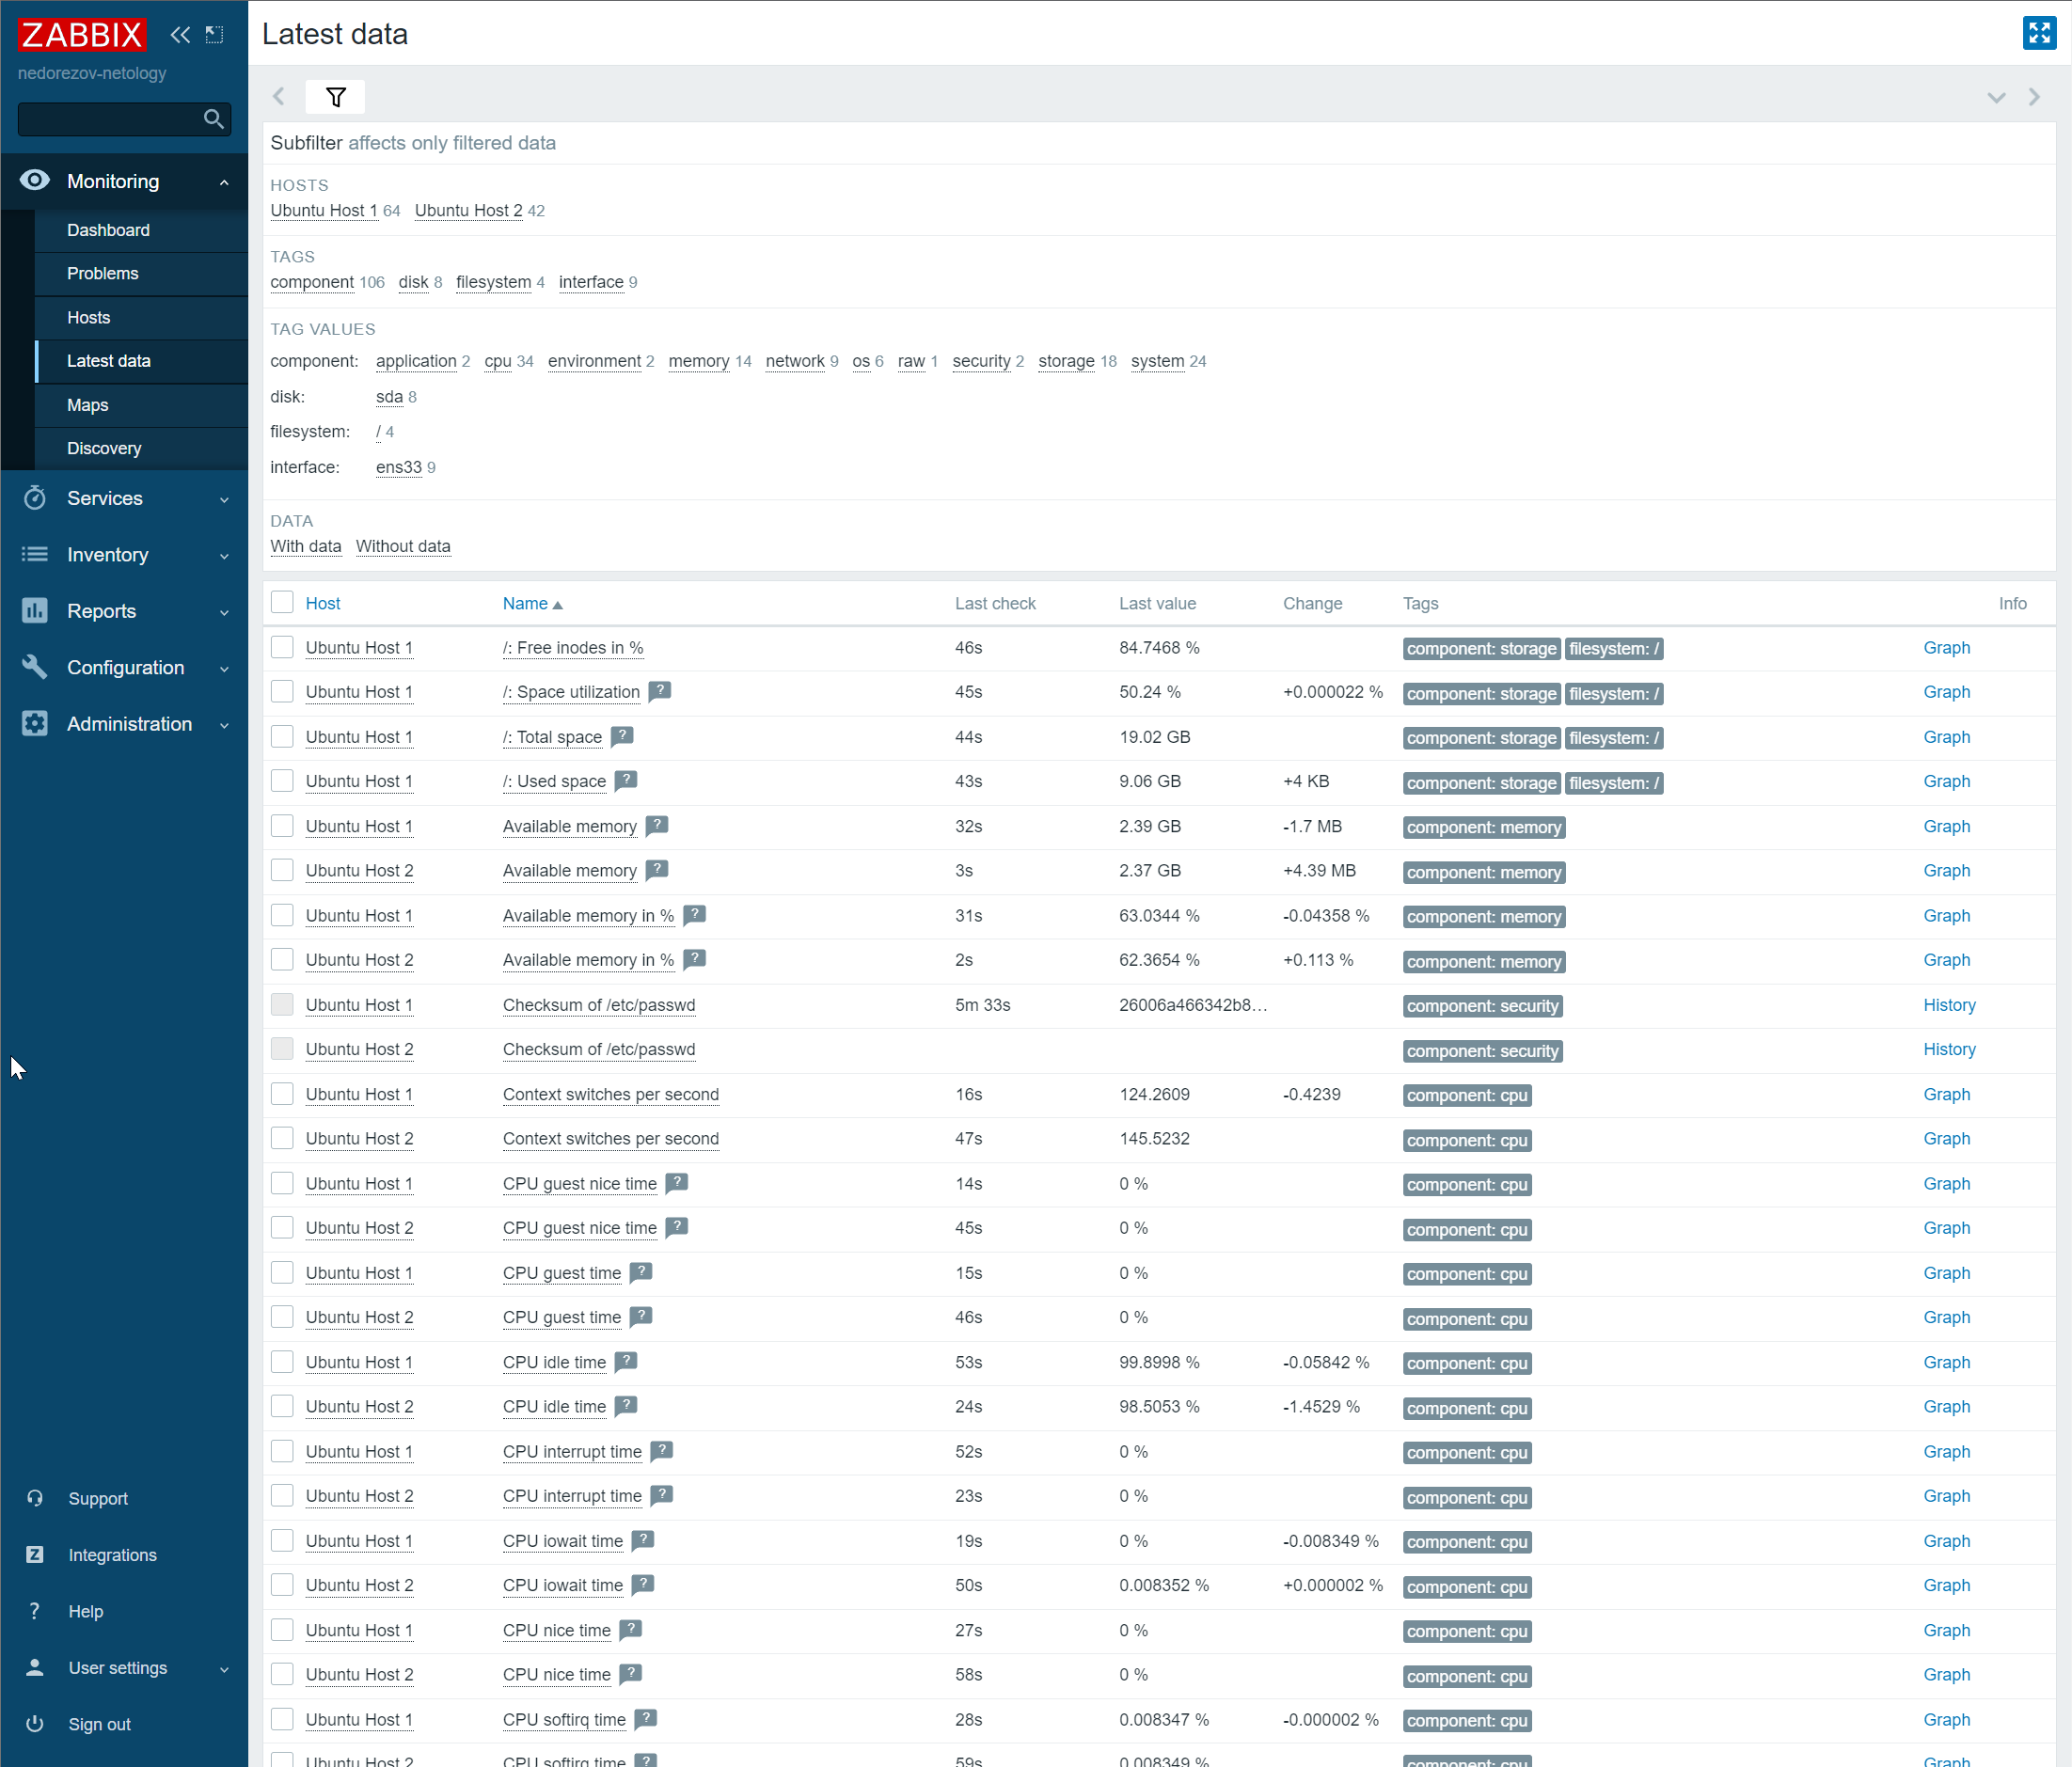 ZABBIX
nedorezov-netology
Monitoring
Dashboard
Problems
Hosts
Latest data
Maps
Discovery
Services
Inventory
Reports
Configuration
Administration
Support
Integrations
Help
User settings
Sign out
Latest data
Subfilter affects only filtered data
HOSTS
Ubuntu Host 1 64 Ubuntu Host 2 42
TAGS
component 106 disk 8 filesystem 4 interface 9
TAG VALUES
component: application 2 cpu 34 environment 2 memory 14 network 9 os 6 raw 1 security 2 storage 18 system 24
disk: sda 8
filesystem: / 4
interface: ens33 9
DATA
With data Without data
Host Name Last check Last value Change Tags Info
Ubuntu Host 1 /: Free inodes in % 46s 84.7468 % component: storage filesystem: / Graph
Ubuntu Host 1 /: Space utilization ? 45s 50.24 % +0.000022 % component: storage filesystem: / Graph
Ubuntu Host 1 /: Total space ? 44s 19.02 GB component: storage filesystem: / Graph
Ubuntu Host 1 /: Used space ? 43s 9.06 GB +4 KB component: storage filesystem: / Graph
Ubuntu Host 1 Available memory ? 32s 2.39 GB -1.7 MB component: memory Graph
Ubuntu Host 2 Available memory ? 3s 2.37 GB +4.39 MB component: memory Graph
Ubuntu Host 1 Available memory in % ? 31s 63.0344 % -0.04358 % component: memory Graph
Ubuntu Host 2 Available memory in % ? 2s 62.3654 % +0.113 % component: memory Graph
Ubuntu Host 1 Checksum of /etc/passwd 5m 33s 26006a466342b8... component: security History
Ubuntu Host 2 Checksum of /etc/passwd component: security History
Ubuntu Host 1 Context switches per second 16s 124.2609 -0.4239 component: cpu Graph
Ubuntu Host 2 Context switches per second 47s 145.5232 component: cpu Graph
Ubuntu Host 1 CPU guest nice time ? 14s 0 % component: cpu Graph
Ubuntu Host 2 CPU guest nice time ? 45s 0 % component: cpu Graph
Ubuntu Host 1 CPU guest time ? 15s 0 % component: cpu Graph
Ubuntu Host 2 CPU guest time ? 46s 0 % component: cpu Graph
Ubuntu Host 1 CPU idle time ? 53s 99.8998 % -0.05842 % component: cpu Graph
Ubuntu Host 2 CPU idle time ? 24s 98.5053 % -1.4529 % component: cpu Graph
Ubuntu Host 1 CPU interrupt time ? 52s 0 % component: cpu Graph
Ubuntu Host 2 CPU interrupt time ? 23s 0 % component: cpu Graph
Ubuntu Host 1 CPU iowait time ? 19s 0 % -0.008349 % component: cpu Graph
Ubuntu Host 2 CPU iowait time ? 50s 0.008352 % +0.000002 % component: cpu Graph
Ubuntu Host 1 CPU nice time ? 27s 0 % component: cpu Graph
Ubuntu Host 2 CPU nice time ? 58s 0 % component: cpu Graph
Ubuntu Host 1 CPU softirq time ? 28s 0.008347 % -0.000002 % component: cpu Graph
Ubuntu Host 2 CPU softirq time ? 59s 0.008349 % component: cpu Graph